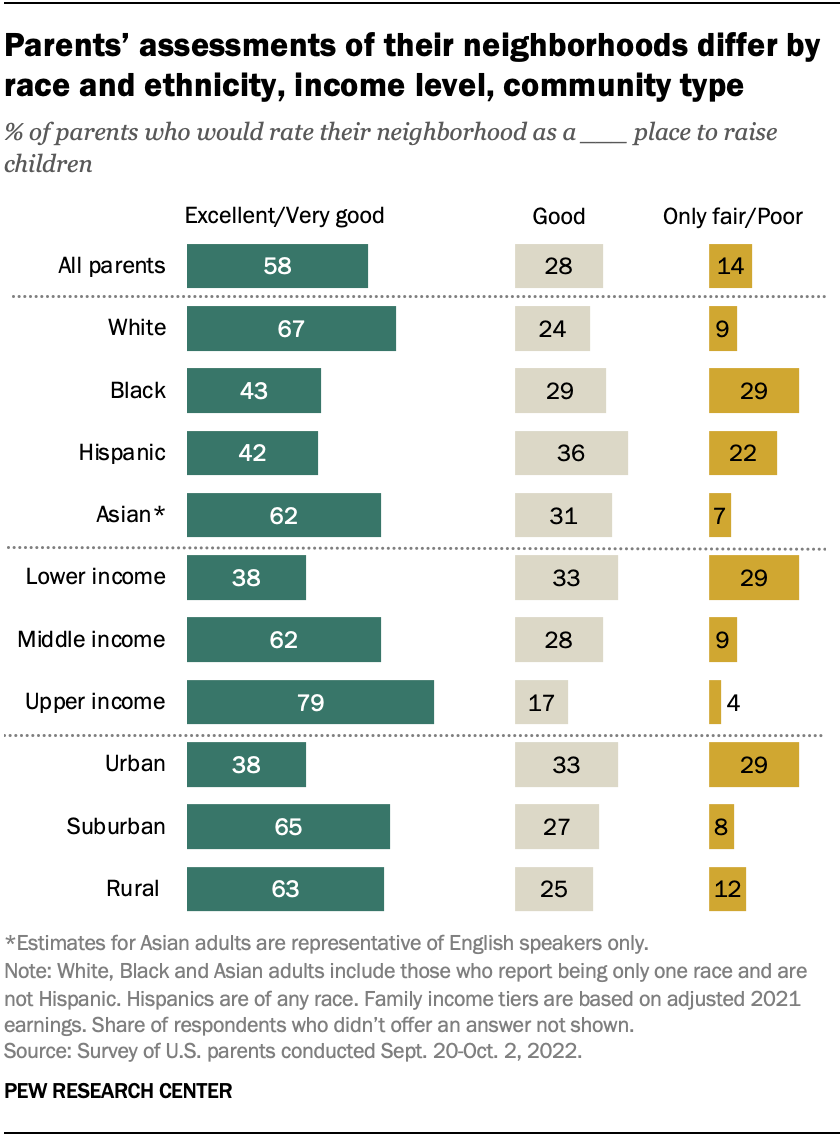 Parents’ assessments of their neighborhoods differ by
race and ethnicity, income level, community type
% of parents who would rate their neighborhood as a ____ place to raise
children
Excellent/Very good Good Only fair/Poor
All parents 58 28 14
White 67 24 9
Black 43 29 29
Hispanic 42 36 22
Asian* 62 31 7
Lower income 38 33 29
Middle income 62 28 9
Upper income 79 17 4
Urban 38 33 29
Suburban 65 27 8
Rural 63 25 12
*Estimates for Asian adults are representative of English speakers only.
Note: White, Black and Asian adults include those who report being only one race and are
not Hispanic. Hispanics are of any race. Family income tiers are based on adjusted 2021
earnings. Share of respondents who didn’t offer an answer not shown.
Source: Survey of U.S. parents conducted Sept. 20-Oct. 2, 2022.
PEW RESEARCH CENTER